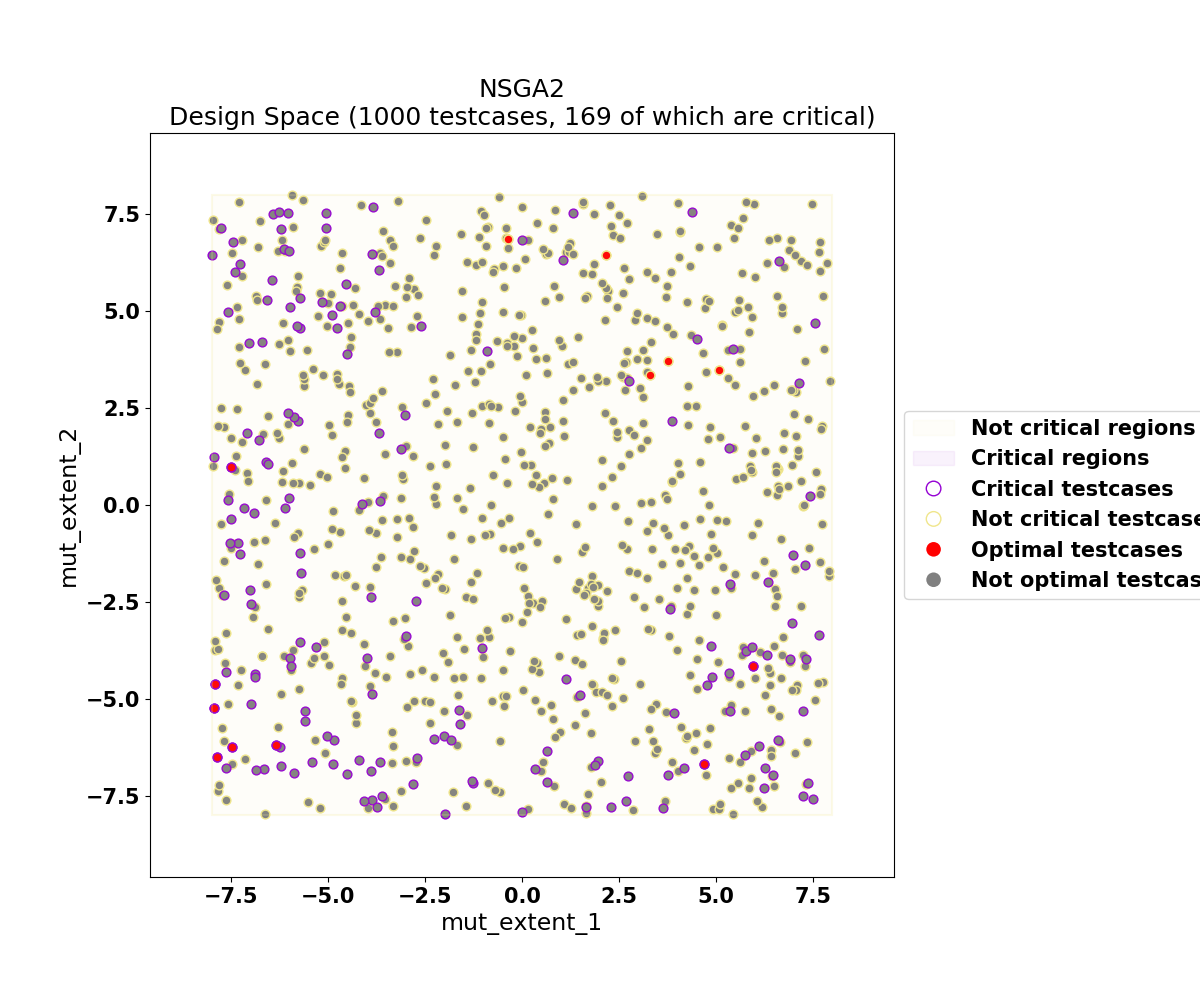 NSGA2
Design Space (1000 testcases, 169 of which are critical)
7.5
5.0
2.5
0.0
−2.5
−5.0
−7.5
mut_extent_2
−7.5 −5.0 −2.5 0.0 2.5 5.0 7.5
mut_extent_1
Not critical regions
Critical regions
Critical testcases
Not critical testcase
Optimal testcases
Not optimal testcas